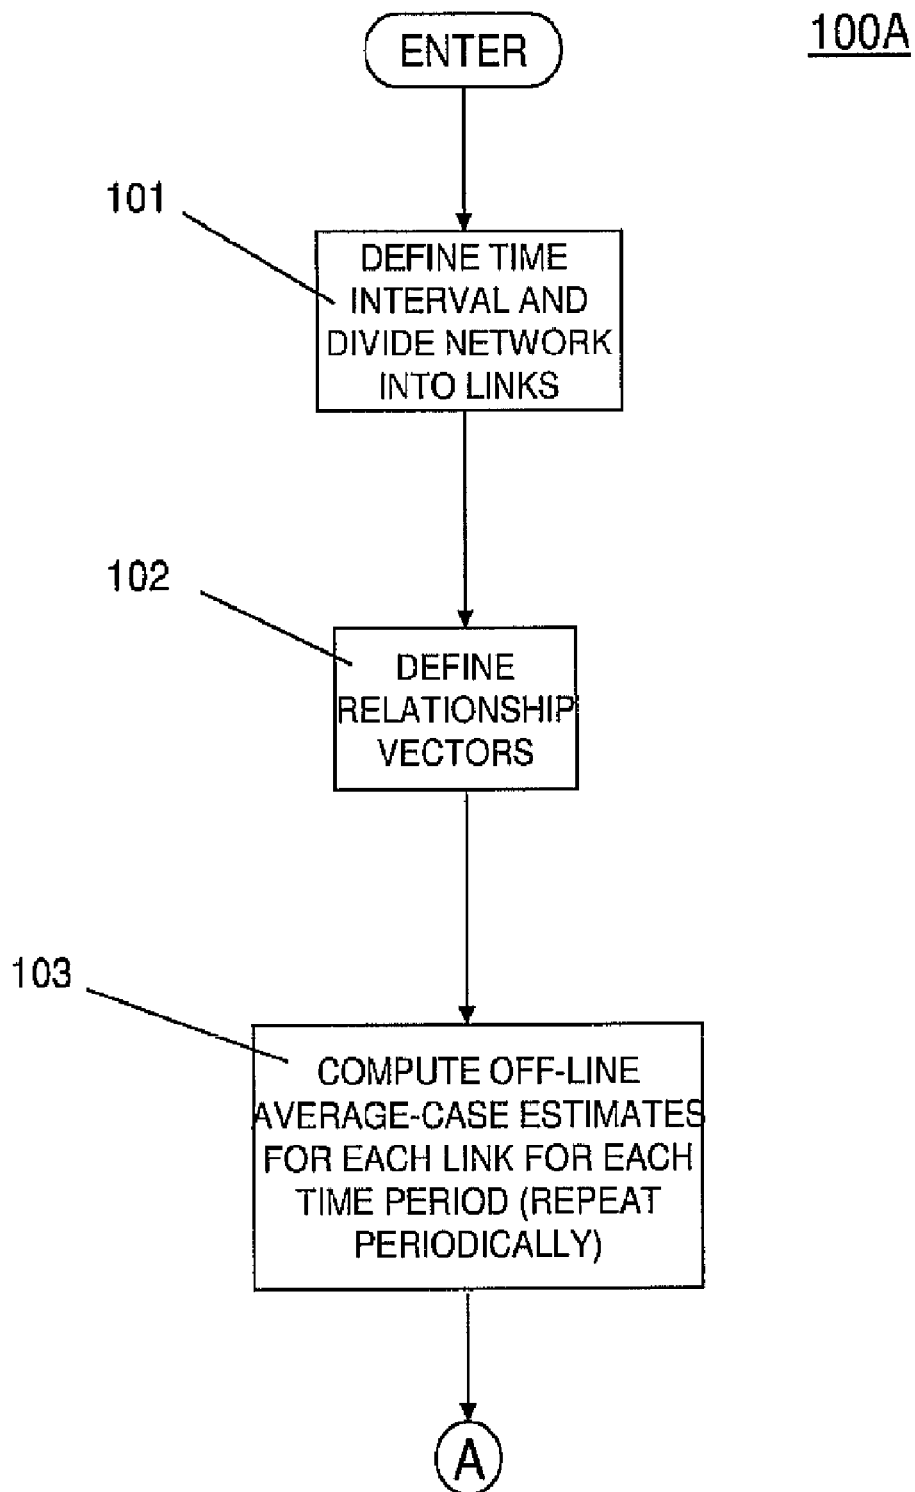 100A
ENTER
101
DEFINE TIME
INTERVAL AND
DIVIDE NETWORK
INTO LINKS
102
DEFINE
RELATIONSHIP
VECTORS
103
COMPUTE OFF-LINE
AVERAGE-CASE ESTIMATES
FOR EACH LINK FOR EACH
TIME PERIOD (REPEAT
PERIODICALLY)
A